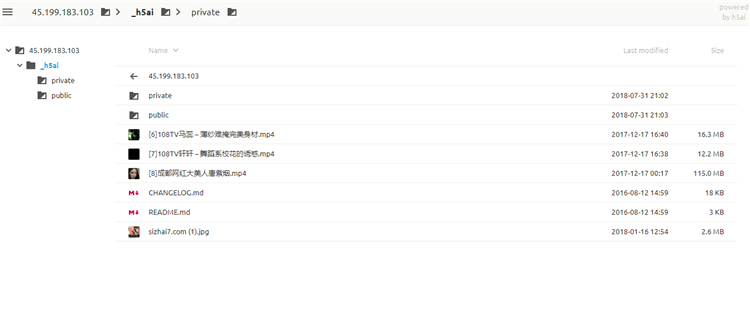 45.199.183.103 _h5ai private
powered
by h5ai
45.199.183.103
_h5ai
private
public
Name Last modified Size
45.199.183.103
private 2018-07-31 21:02
public 2018-07-31 21:03
[6]108TV马蕊 – 薄纱难掩完美身材.mp4 2017-12-17 16:40 16.3 MB
[7]108TV轩轩 – 舞蹈系校花的诱惑.mp4 2017-12-17 16:38 12.2 MB
[8]成都网红大美人唐紫烟.mp4 2017-12-17 00:17 115.0 MB
CHANGELOG.md 2016-08-12 14:59 18 KB
README.md 2016-08-12 14:59 3 KB
sizhai7.com (1).jpg 2018-01-16 12:54 2.6 MB